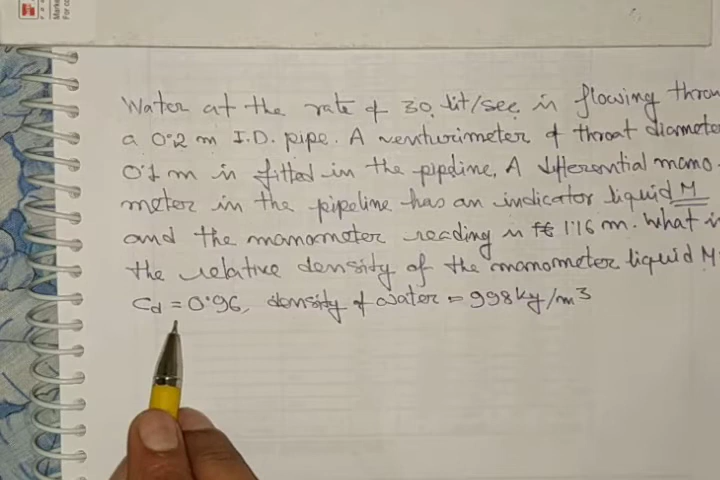 Water at the rate of 30 lit/sec is flowing throu
a 0.2 m I.D. pipe. A venturimeter of throat diameter
0.1 m is fitted in the pipeline. A differential mano-
meter in the pipeline has an indicator liquid M
and the manometer reading is 1.16 m. What is
the relative density of the manometer liquid M.
Cd = 0.96, density of water = 998 kg/m3